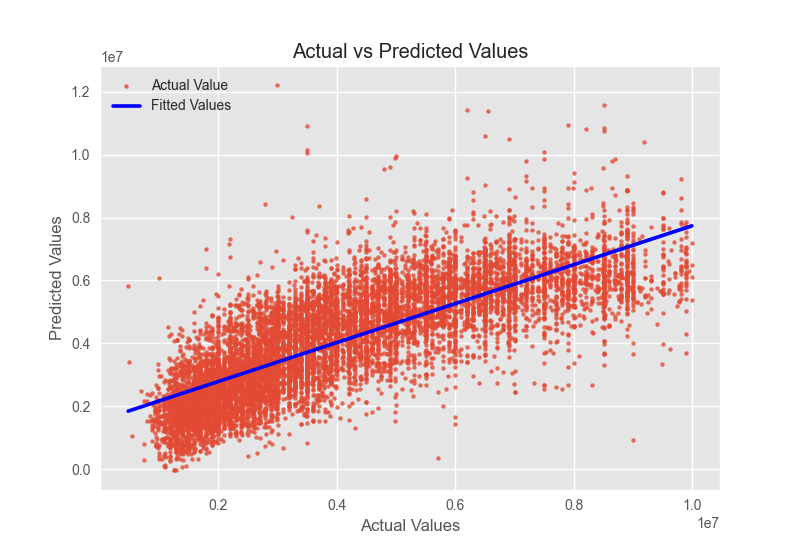 Actual vs Predicted Values
1e7
Actual Value
Fitted Values
1.2
1.0
0.8
0.6
0.4
0.2
0.0
Predicted Values
0.2 0.4 0.6 0.8 1.0
1e7
Actual Values